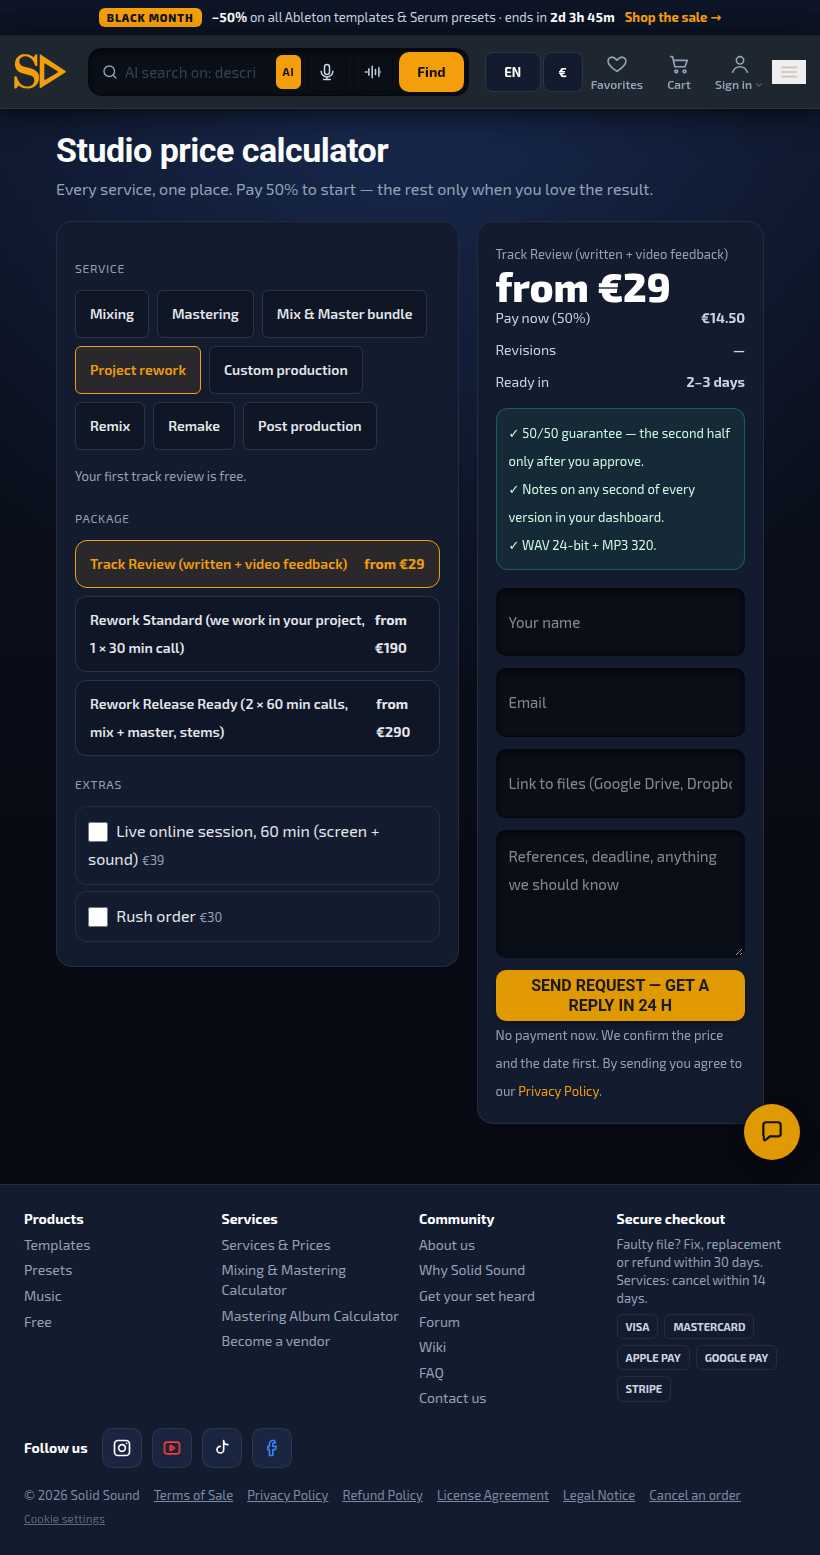 BLACK MONTH −50% on all Ableton templates & Serum presets · ends in 2d 3h 45m Shop the sale →
AI search on: descri
AI
Find
EN
€
Favorites
Cart
Sign in
Studio price calculator
Every service, one place. Pay 50% to start — the rest only when you love the result.
SERVICE
Mixing
Mastering
Mix & Master bundle
Project rework
Custom production
Remix
Remake
Post production
Your first track review is free.
PACKAGE
Track Review (written + video feedback) from €29
Rework Standard (we work in your project, from
1 × 30 min call) €190
Rework Release Ready (2 × 60 min calls, from
mix + master, stems) €290
EXTRAS
Live online session, 60 min (screen +
sound) €39
Rush order €30
Track Review (written + video feedback)
from €29
Pay now (50%) €14.50
Revisions —
Ready in 2–3 days
✓ 50/50 guarantee — the second half
only after you approve.
✓ Notes on any second of every
version in your dashboard.
✓ WAV 24-bit + MP3 320.
Your name
Email
Link to files (Google Drive, Dropbo
References, deadline, anything
we should know
SEND REQUEST — GET A
REPLY IN 24 H
No payment now. We confirm the price
and the date first. By sending you agree to
our Privacy Policy.
Products
Templates
Presets
Music
Free
Services
Services & Prices
Mixing & Mastering
Calculator
Mastering Album Calculator
Become a vendor
Community
About us
Why Solid Sound
Get your set heard
Forum
Wiki
FAQ
Contact us
Secure checkout
Faulty file? Fix, replacement
or refund within 30 days.
Services: cancel within 14
days.
VISA
MASTERCARD
APPLE PAY
GOOGLE PAY
STRIPE
Follow us
© 2026 Solid Sound Terms of Sale Privacy Policy Refund Policy License Agreement Legal Notice Cancel an order
Cookie settings